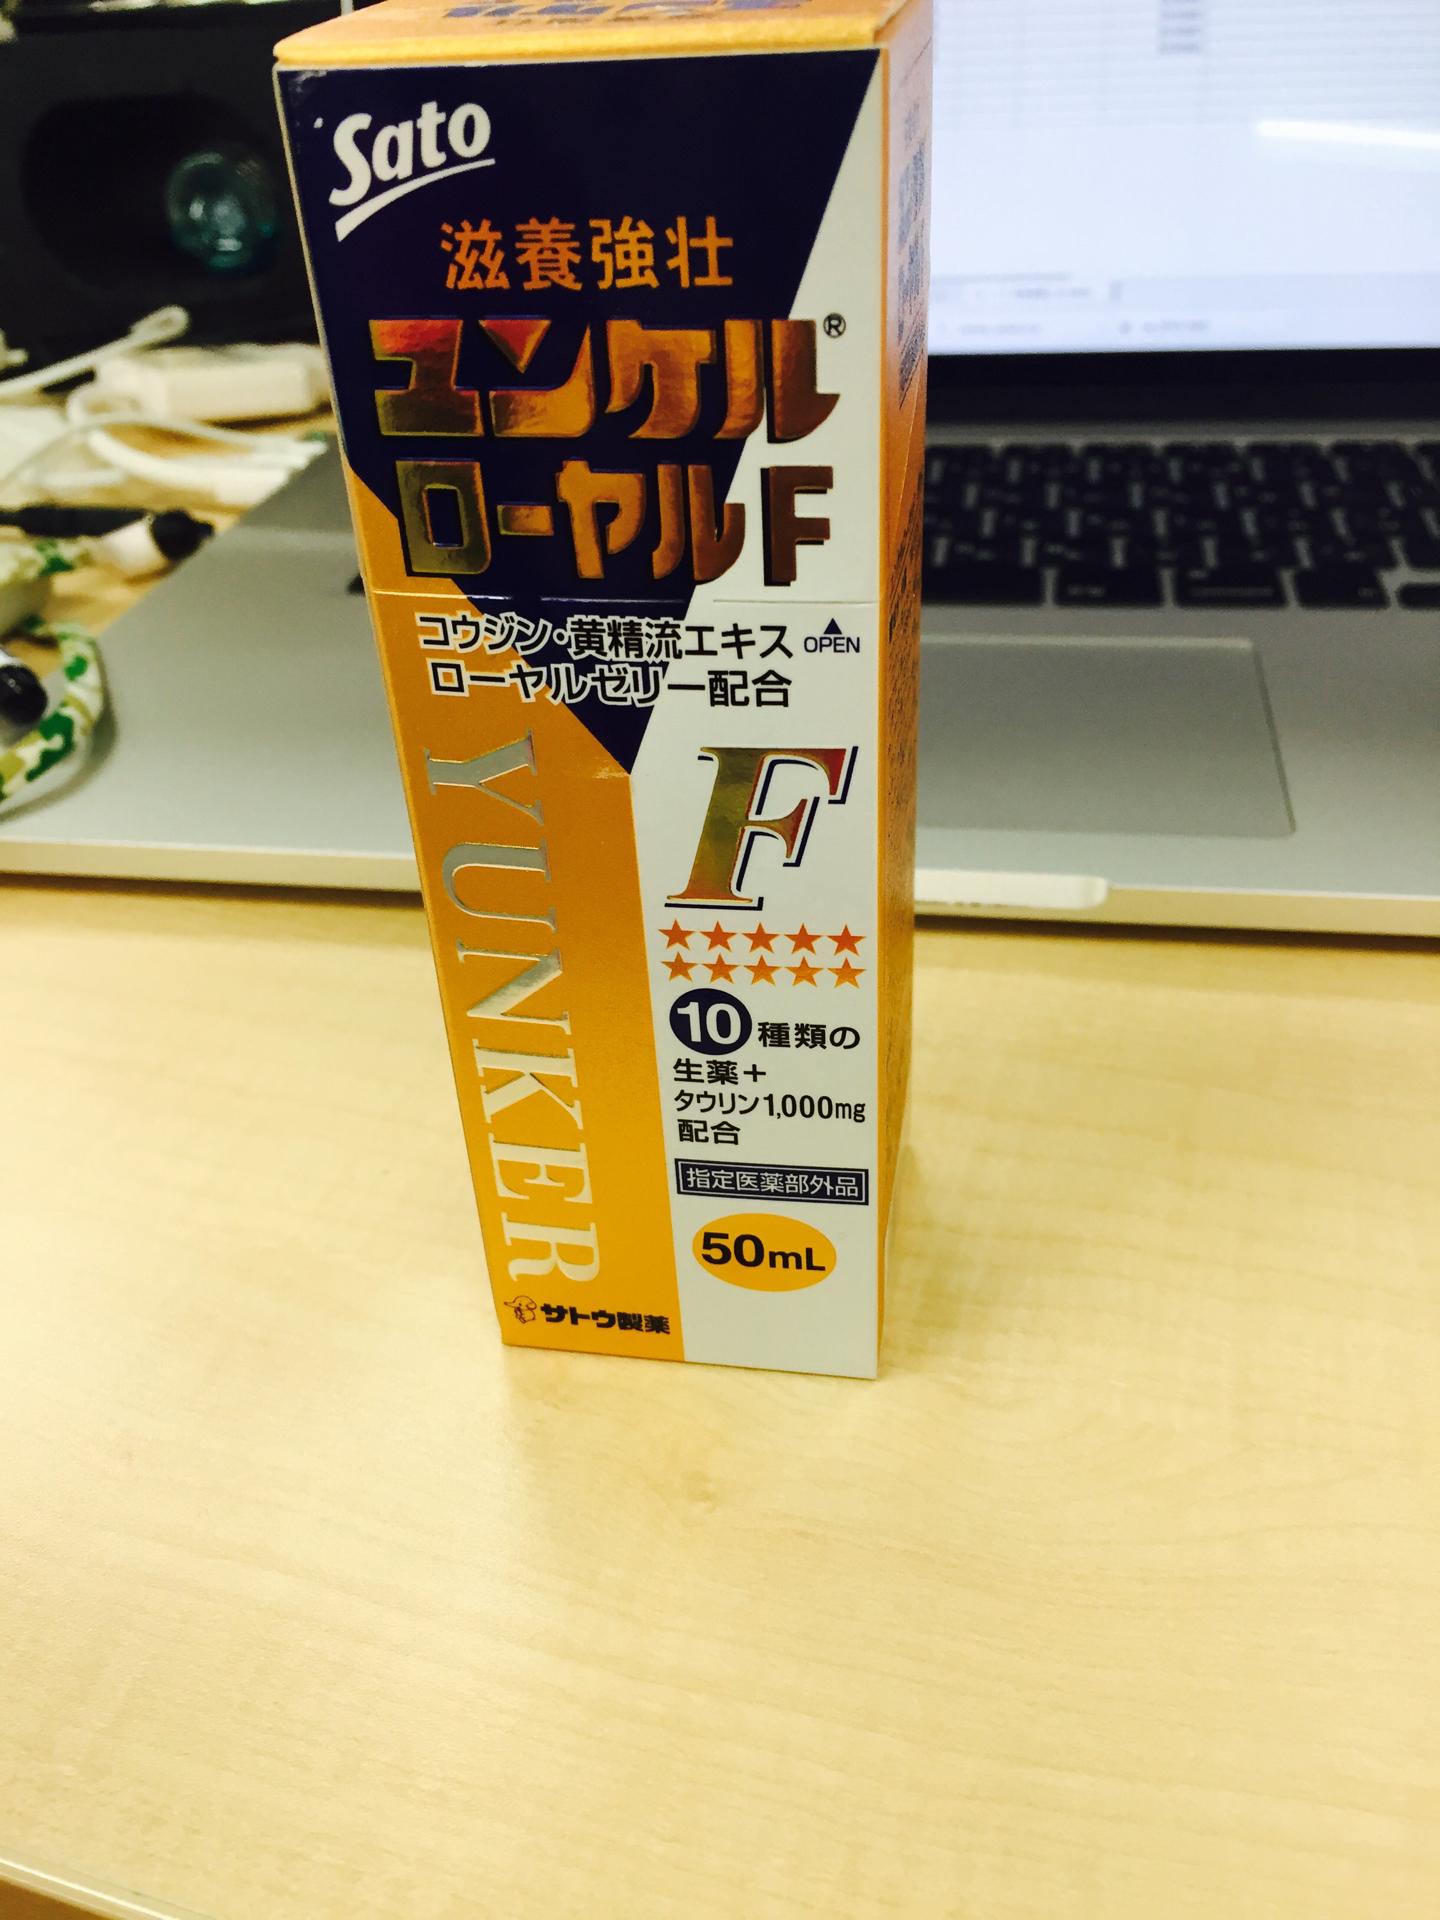 Sato
滋養強壮
ユンケル®
ローヤルF
コウジン・黄精流エキス
ローヤルゼリー配合
OPEN
YUNKER
F
10種類の
生薬+
タウリン1,000mg
配合
指定医薬部外品
50mL
サトウ製薬